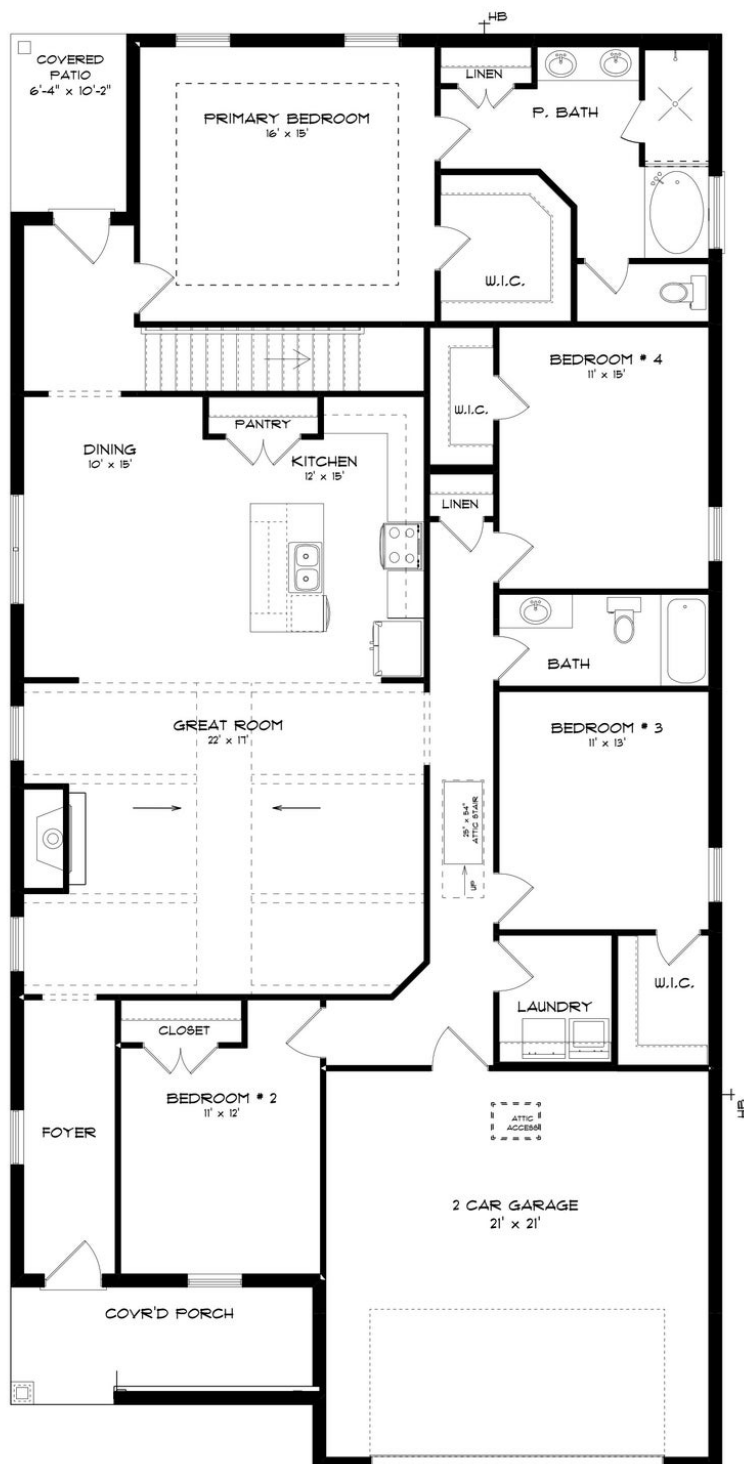 HB
COVERED
PATIO
6'-4" x 10'-2"
LINEN
PRIMARY BEDROOM
16' x 15'
P. BATH
W.I.C.
BEDROOM # 4
11' x 15'
W.I.C.
PANTRY
DINING
10' x 15'
KITCHEN
12' x 15'
LINEN
BATH
GREAT ROOM
22' x 17'
BEDROOM # 3
11' x 13'
25" x 54"
ATTIC STAIR
UP
W.I.C.
LAUNDRY
CLOSET
BEDROOM # 2
11' x 12'
HB
ATTIC
ACCESS
FOYER
2 CAR GARAGE
21' x 21'
COVR'D PORCH